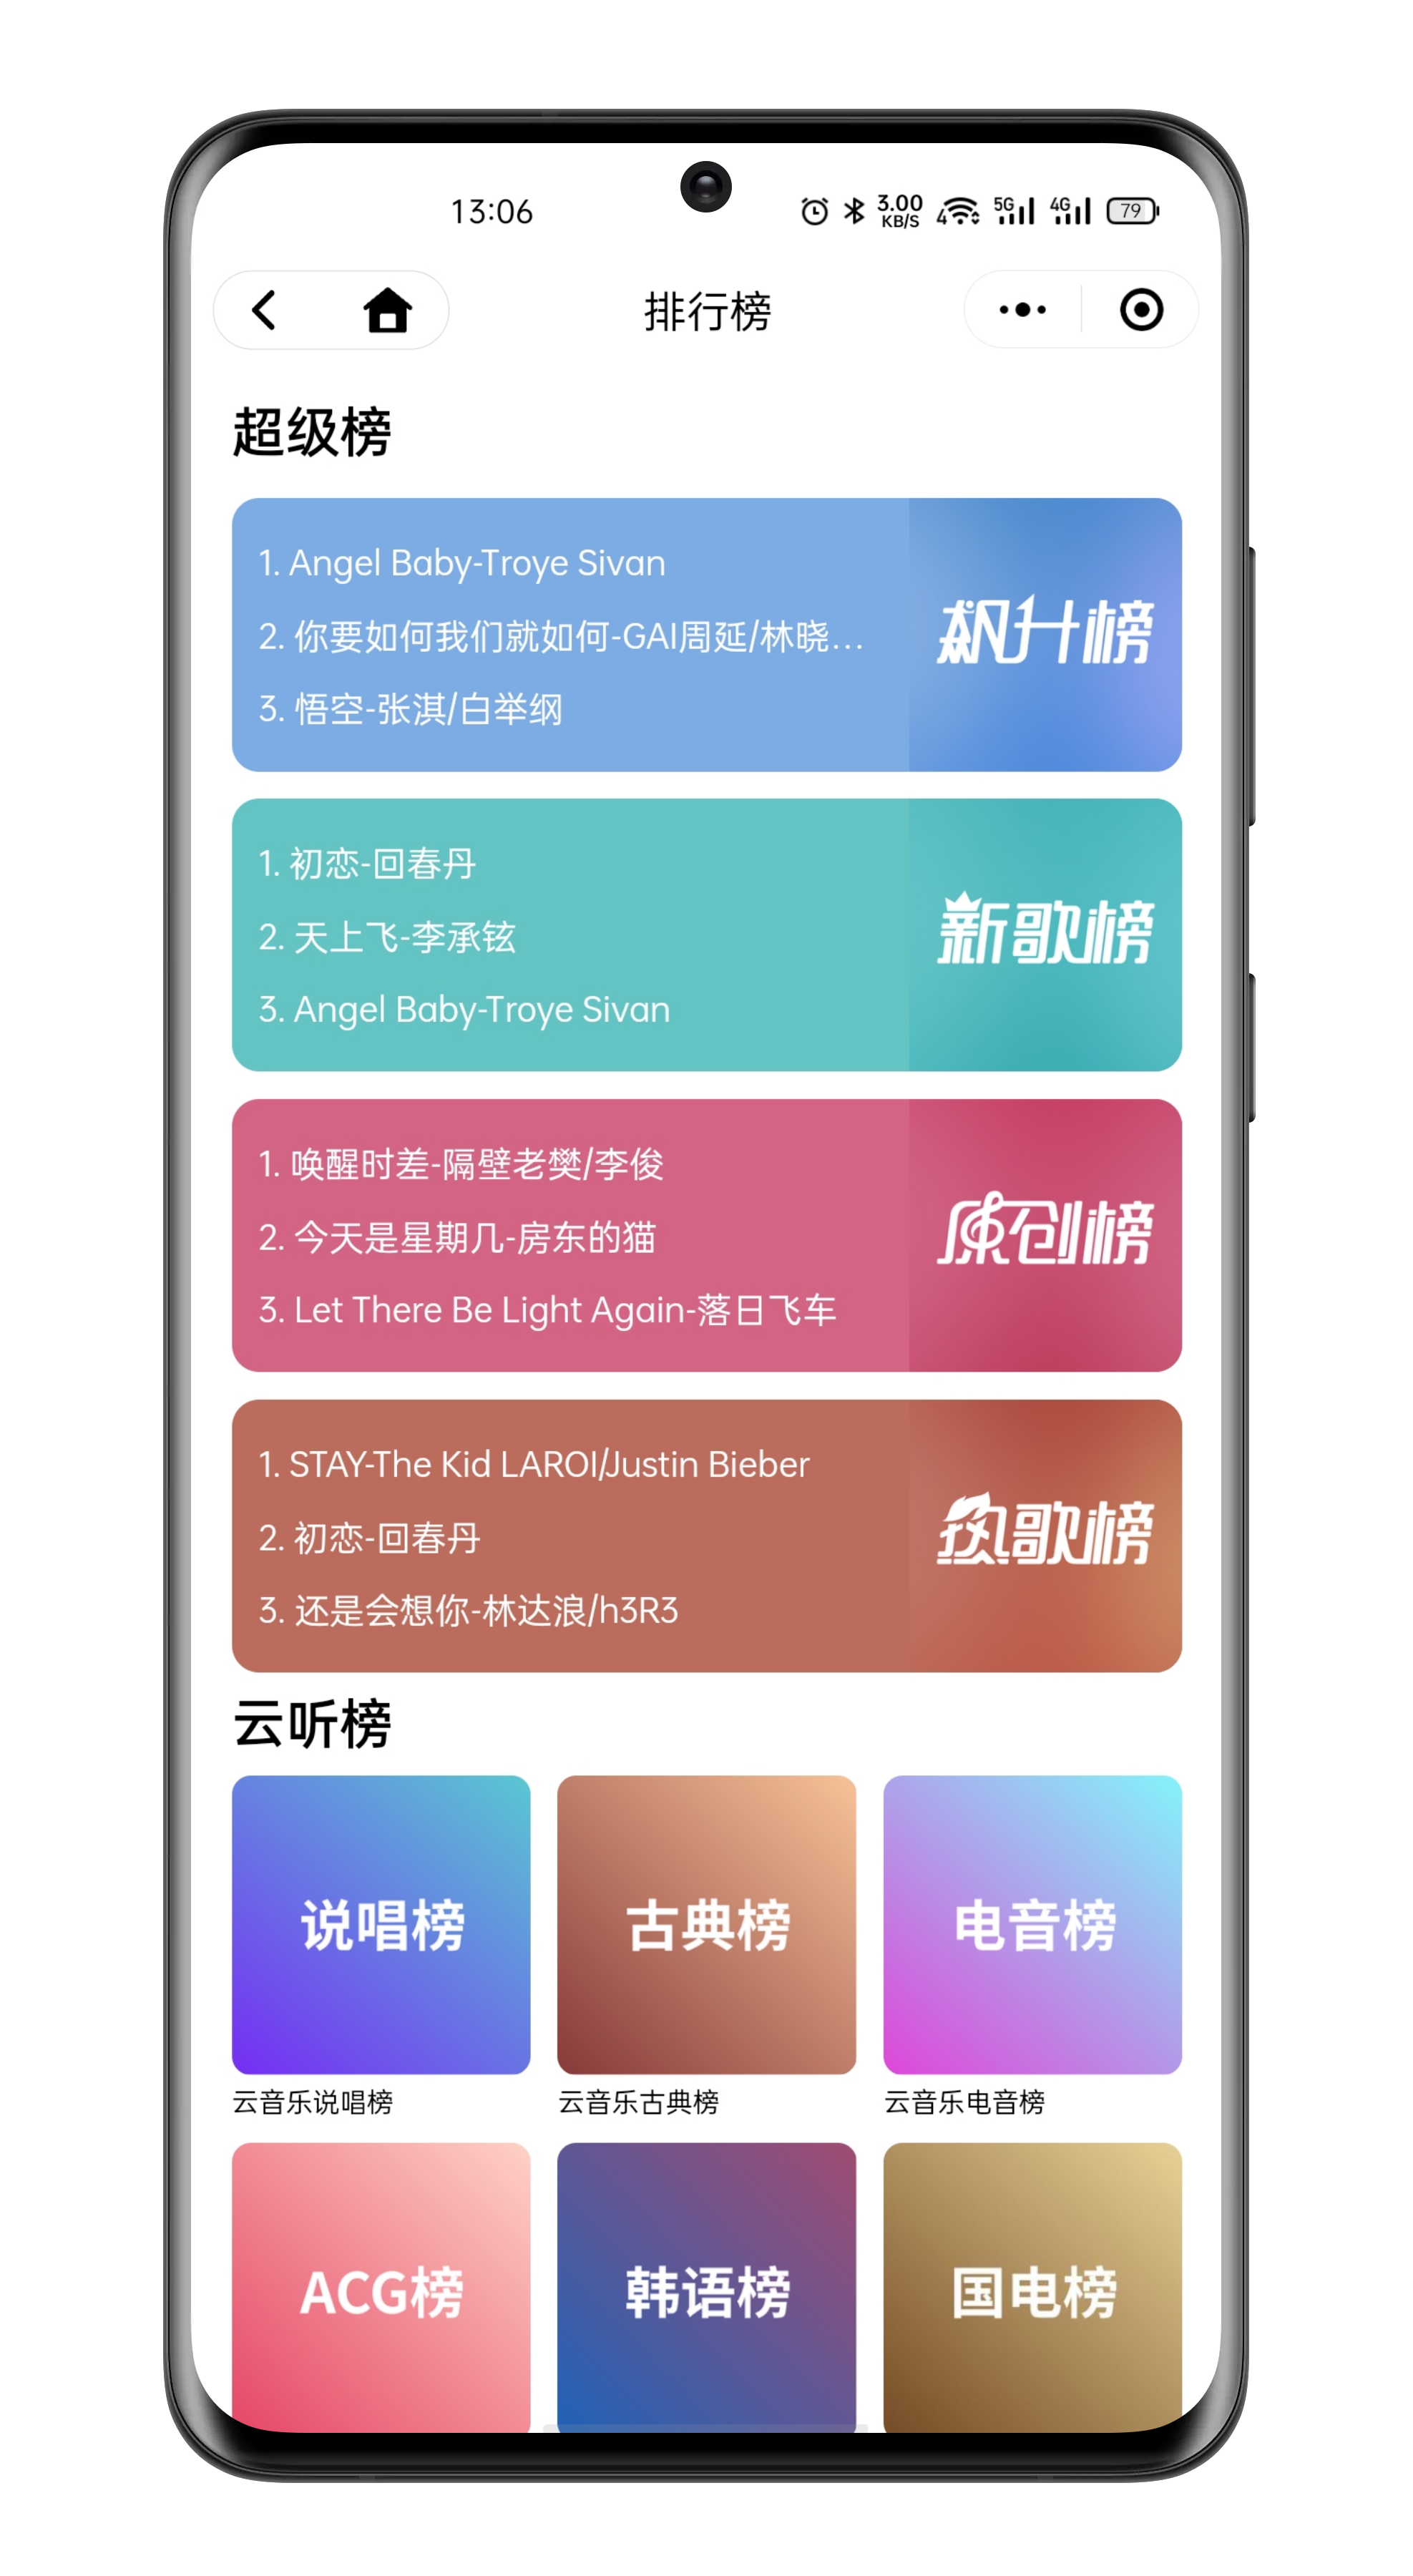 13:06
3.00
KB/S
4
5G
4G
79
排行榜
超级榜
1. Angel Baby-Troye Sivan
2. 你要如何我们就如何-GAI周延/林晓…
3. 悟空-张淇/白举纲
飙升榜
1. 初恋-回春丹
2. 天上飞-李承铉
3. Angel Baby-Troye Sivan
新歌榜
1. 唤醒时差-隔壁老樊/李俊
2. 今天是星期几-房东的猫
3. Let There Be Light Again-落日飞车
原创榜
1. STAY-The Kid LAROI/Justin Bieber
2. 初恋-回春丹
3. 还是会想你-林达浪/h3R3
热歌榜
云听榜
说唱榜
古典榜
电音榜
云音乐说唱榜
云音乐古典榜
云音乐电音榜
ACG榜
韩语榜
国电榜